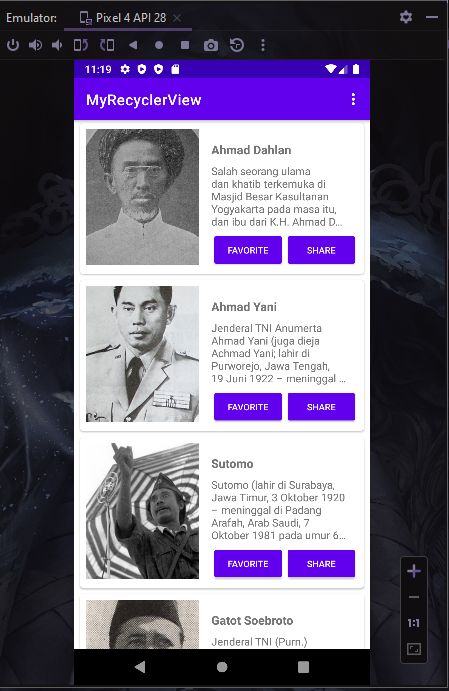 Emulator: Pixel 4 API 28
11:19
MyRecyclerView
Ahmad Dahlan
Salah seorang ulama
dan khatib terkemuka di
Masjid Besar Kasultanan
Yogyakarta pada masa itu,
dan ibu dari K.H. Ahmad D...
FAVORITE SHARE
Ahmad Yani
Jenderal TNI Anumerta
Ahmad Yani (juga dieja
Achmad Yani; lahir di
Purworejo, Jawa Tengah,
19 Juni 1922 – meninggal ...
FAVORITE SHARE
Sutomo
Sutomo (lahir di Surabaya,
Jawa Timur, 3 Oktober 1920
– meninggal di Padang
Arafah, Arab Saudi, 7
Oktober 1981 pada umur 6...
FAVORITE SHARE
Gatot Soebroto
Jenderal TNI (Purn.)
1:1